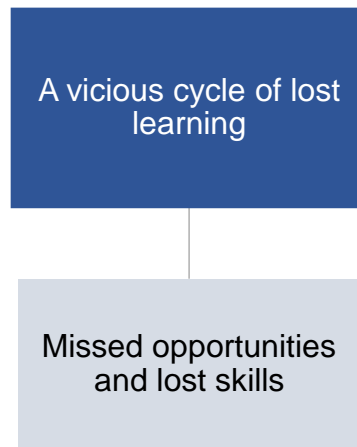 A vicious cycle of lost
learning
Missed opportunities
and lost skills